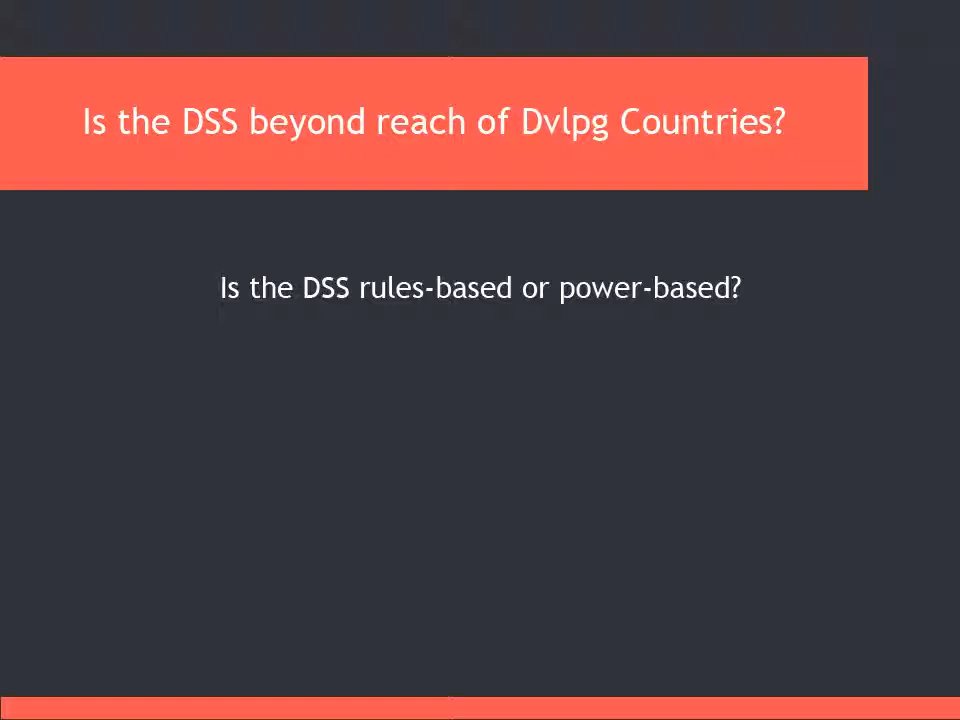 Is the DSS beyond reach of Dvlpg Countries?
Is the DSS rules-based or power-based?